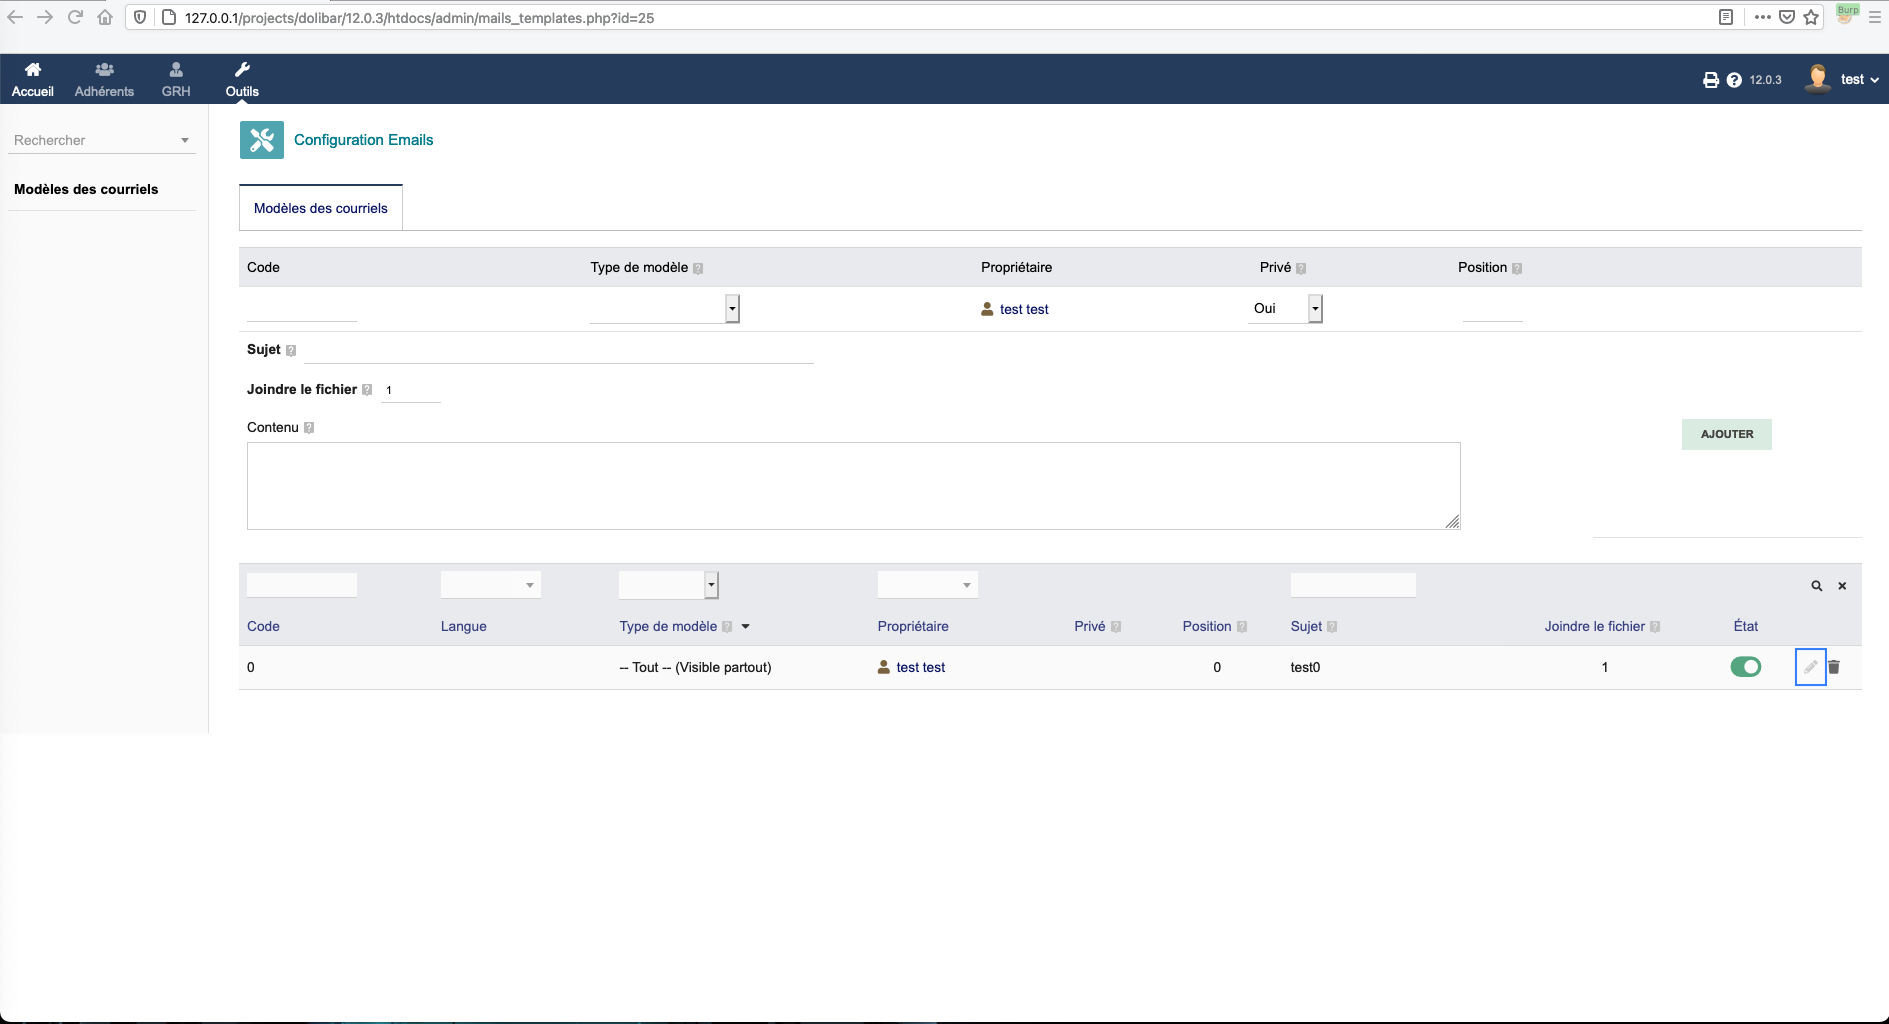 127.0.0.1/projects/dolibar/12.0.3/htdocs/admin/mails_templates.php?id=25
Burp
Accueil Adhérents GRH Outils
12.0.3 test
Rechercher
Modèles des courriels
Configuration Emails
Modèles des courriels
Code Type de modèle ? Propriétaire Privé ? Position ?
test test Oui
Sujet ?
Joindre le fichier ? 1
Contenu ?
AJOUTER
Code Langue Type de modèle ? Propriétaire Privé ? Position ? Sujet ? Joindre le fichier ? État
0 -- Tout -- (Visible partout) test test 0 test0 1